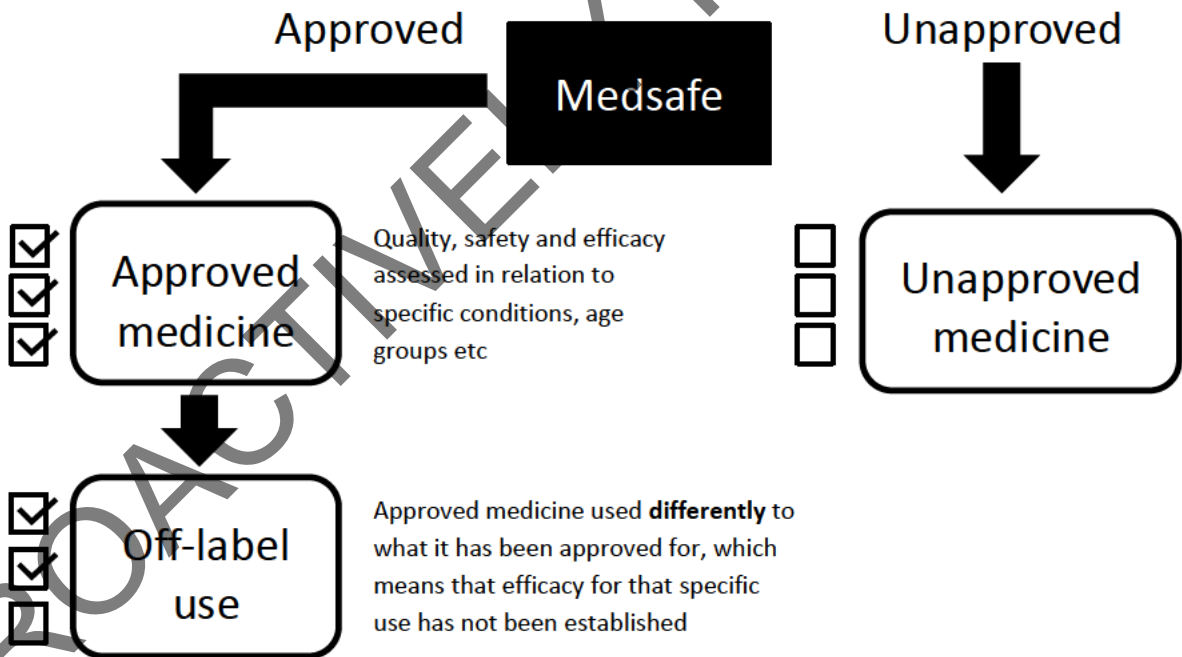 Approved
Medsafe
Unapproved
Approved
medicine
Quality, safety and efficacy
assessed in relation to
specific conditions, age
groups etc
Unapproved
medicine
Off-label
use
Approved medicine used differently to
what it has been approved for, which
means that efficacy for that specific
use has not been established